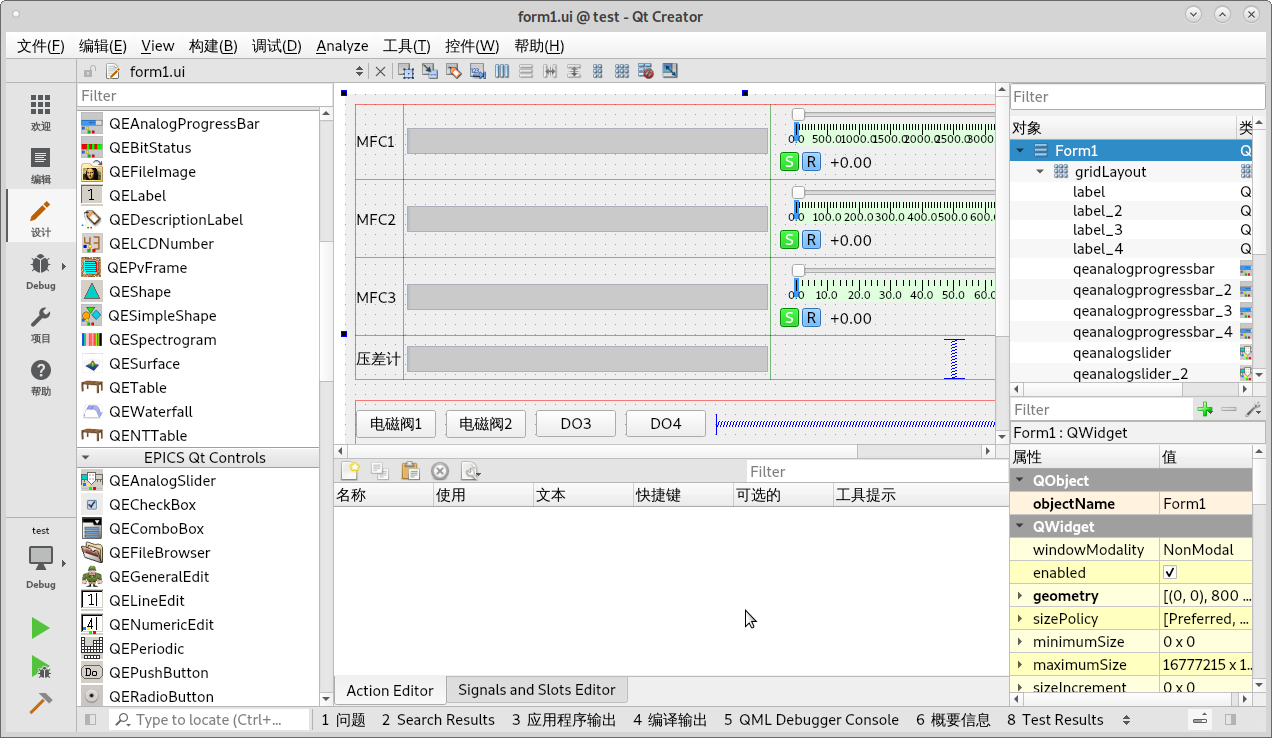 form1.ui @ test - Qt Creator
文件(F) 编辑(E) View 构建(B) 调试(D) Analyze 工具(T) 控件(W) 帮助(H)
form1.ui
欢迎
编辑
设计
Debug
项目
帮助
test
Debug
Filter
QEAnalogProgressBar
QEBitStatus
QEFileImage
QELabel
QEDescriptionLabel
QELCDNumber
QEPvFrame
QEShape
QESimpleShape
QESpectrogram
QESurface
QETable
QEWaterfall
QENTTable
EPICS Qt Controls
QEAnalogSlider
QECheckBox
QEComboBox
QEFileBrowser
QEGeneralEdit
QELineEdit
QENumericEdit
QEPeriodic
QEPushButton
QERadioButton
MFC1
0.0 500.0 1000.0 1500.0 2000.0 2500.0 3000
S R +0.00
MFC2
0.0 100.0 200.0 300.0 400.0 500.0 600.
S R +0.00
MFC3
0.0 10.0 20.0 30.0 40.0 50.0 60.0
S R +0.00
压差计
电磁阀1 电磁阀2 DO3 DO4
Filter
名称 使用 文本 快捷键 可选的 工具提示
Action Editor Signals and Slots Editor
Filter
对象 类
Form1 Q
gridLayout
label Q
label_2 Q
label_3 Q
label_4 Q
qeanalogprogressbar
qeanalogprogressbar_2
qeanalogprogressbar_3
qeanalogprogressbar_4
qeanalogslider
qeanalogslider_2
Filter
Form1 : QWidget
属性 值
QObject
objectName Form1
QWidget
windowModality NonModal
enabled
geometry [(0, 0), 800 ...
sizePolicy [Preferred, ...
minimumSize 0 x 0
maximumSize 16777215 x 1...
sizeIncrement 0 x 0
Type to locate (Ctrl+... 1 问题 2 Search Results 3 应用程序输出 4 编译输出 5 QML Debugger Console 6 概要信息 8 Test Results